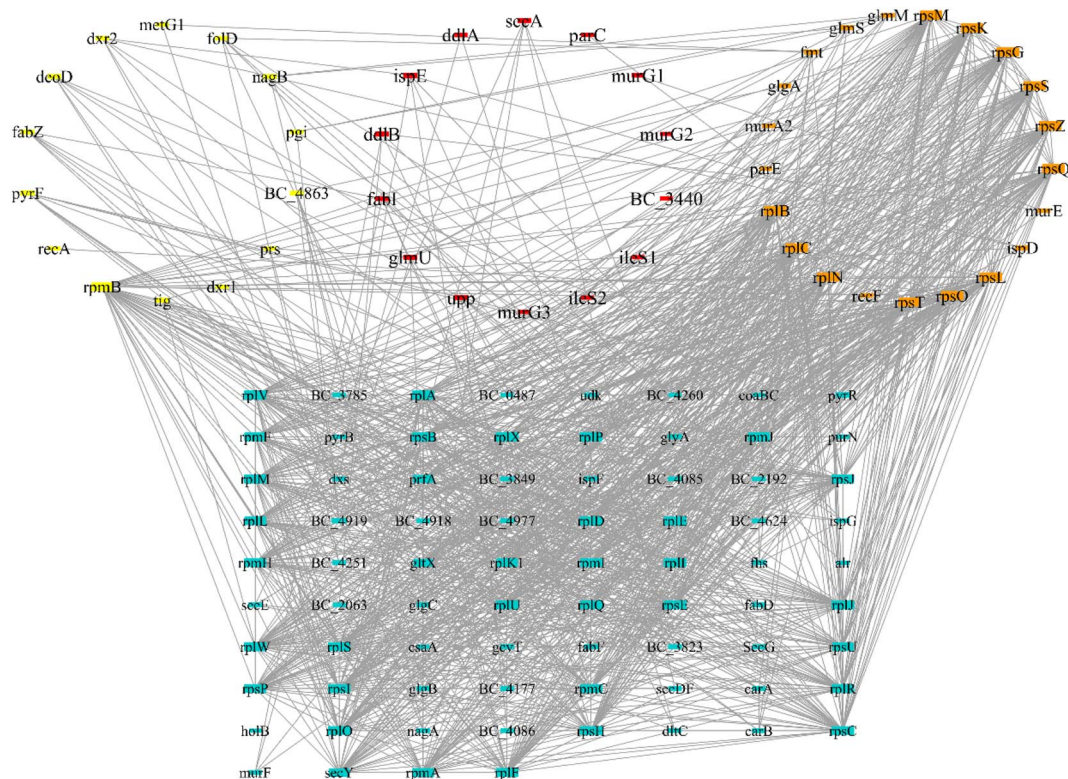 metG1
dxr2
folD
dcoD
nagB
fabZ
pgi
pyrF
BC_4863
recA
prs
rpmB
tig
dxr1
secA
ddlA
parC
ispE
murG1
ddlB
murG2
fabI
BC_3440
glmU
ileS1
upp
ileS2
murG3
glmM
rpsM
glmS
rpsK
fmt
rpsG
glgA
rpsS
murA2
rpsZ
parE
rpsQ
rplB
murE
rplC
ispD
rplN
rpsL
recF
rpsT
rpsO
rplV BC_3785 rplA BC_0487 udk BC_4260 coaBC pyrR
rpmF pyrB rpsB rplX rplP glyA rpmJ purN
rplM dxs prfA BC_3849 ispF BC_4085 BC_2192 rpsJ
rplL BC_4919 BC_4918 BC_4977 rplD rplE BC_4624 ispG
rpmH BC_4251 gltX rplK1 rpmI rplI fhs alr
secE BC_2063 glgC rplU rplQ rpsE fabD rplJ
rplW rplS csaA gcvT fabF BC_3823 SecG rpsU
rpsP rpsI glgB BC_4177 rpmC secDF carA rplR
holB rplO nagA BC_4086 rpsH dltC carB rpsC
murF secY rpmA rplF